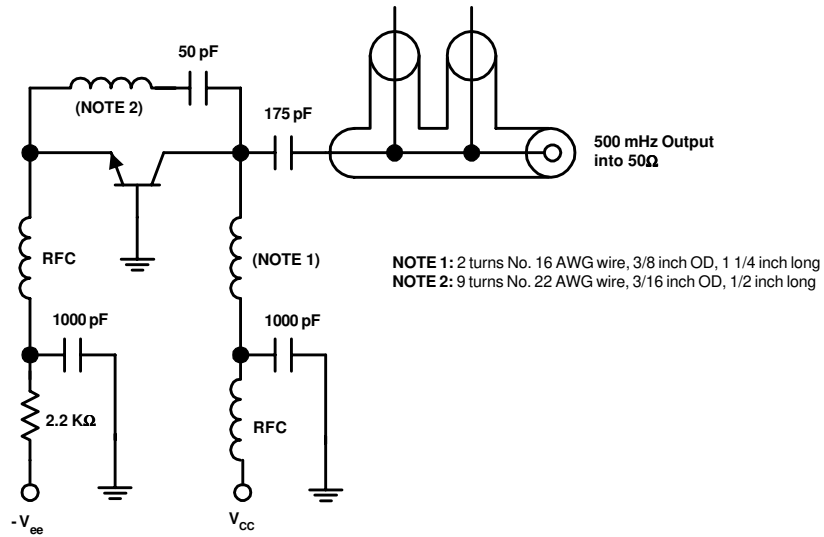 50 pF
(NOTE 2)
175 pF
500 mHz Output
into 50Ω
RFC
(NOTE 1)
NOTE 1: 2 turns No. 16 AWG wire, 3/8 inch OD, 1 1/4 inch long
NOTE 2: 9 turns No. 22 AWG wire, 3/16 inch OD, 1/2 inch long
1000 pF
1000 pF
2.2 KΩ
RFC
- Vee
VCC